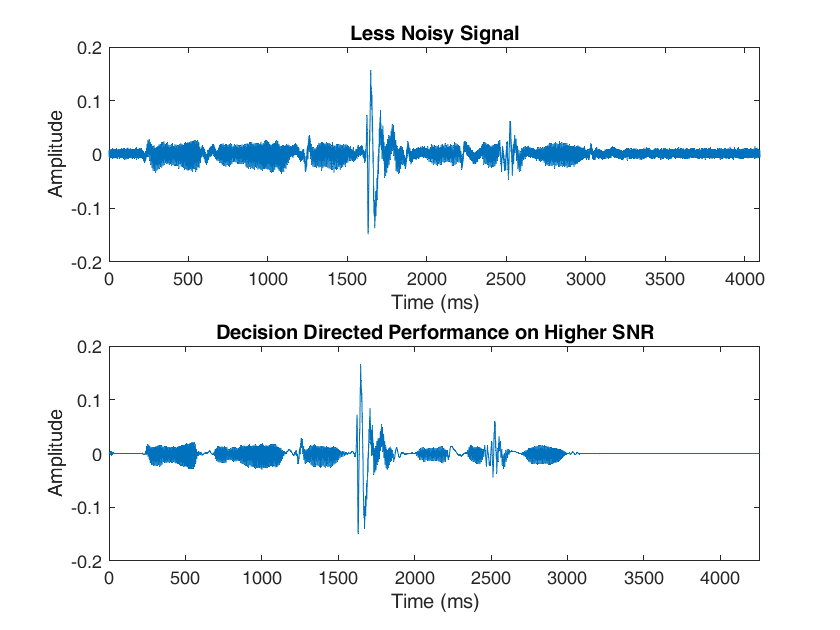 Less Noisy Signal
0.2
0.1
0
-0.1
-0.2
Amplitude
0 500 1000 1500 2000 2500 3000 3500 4000
Time (ms)
Decision Directed Performance on Higher SNR
0.2
0.1
0
-0.1
-0.2
Amplitude
0 500 1000 1500 2000 2500 3000 3500 4000
Time (ms)